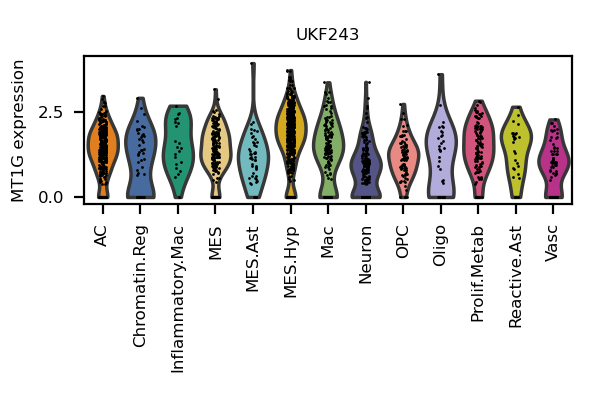 UKF243
MT1G expression
2.5
0.0
AC
Chromatin.Reg
Inflammatory.Mac
MES
MES.Ast
MES.Hyp
Mac
Neuron
OPC
Oligo
Prolif.Metab
Reactive.Ast
Vasc